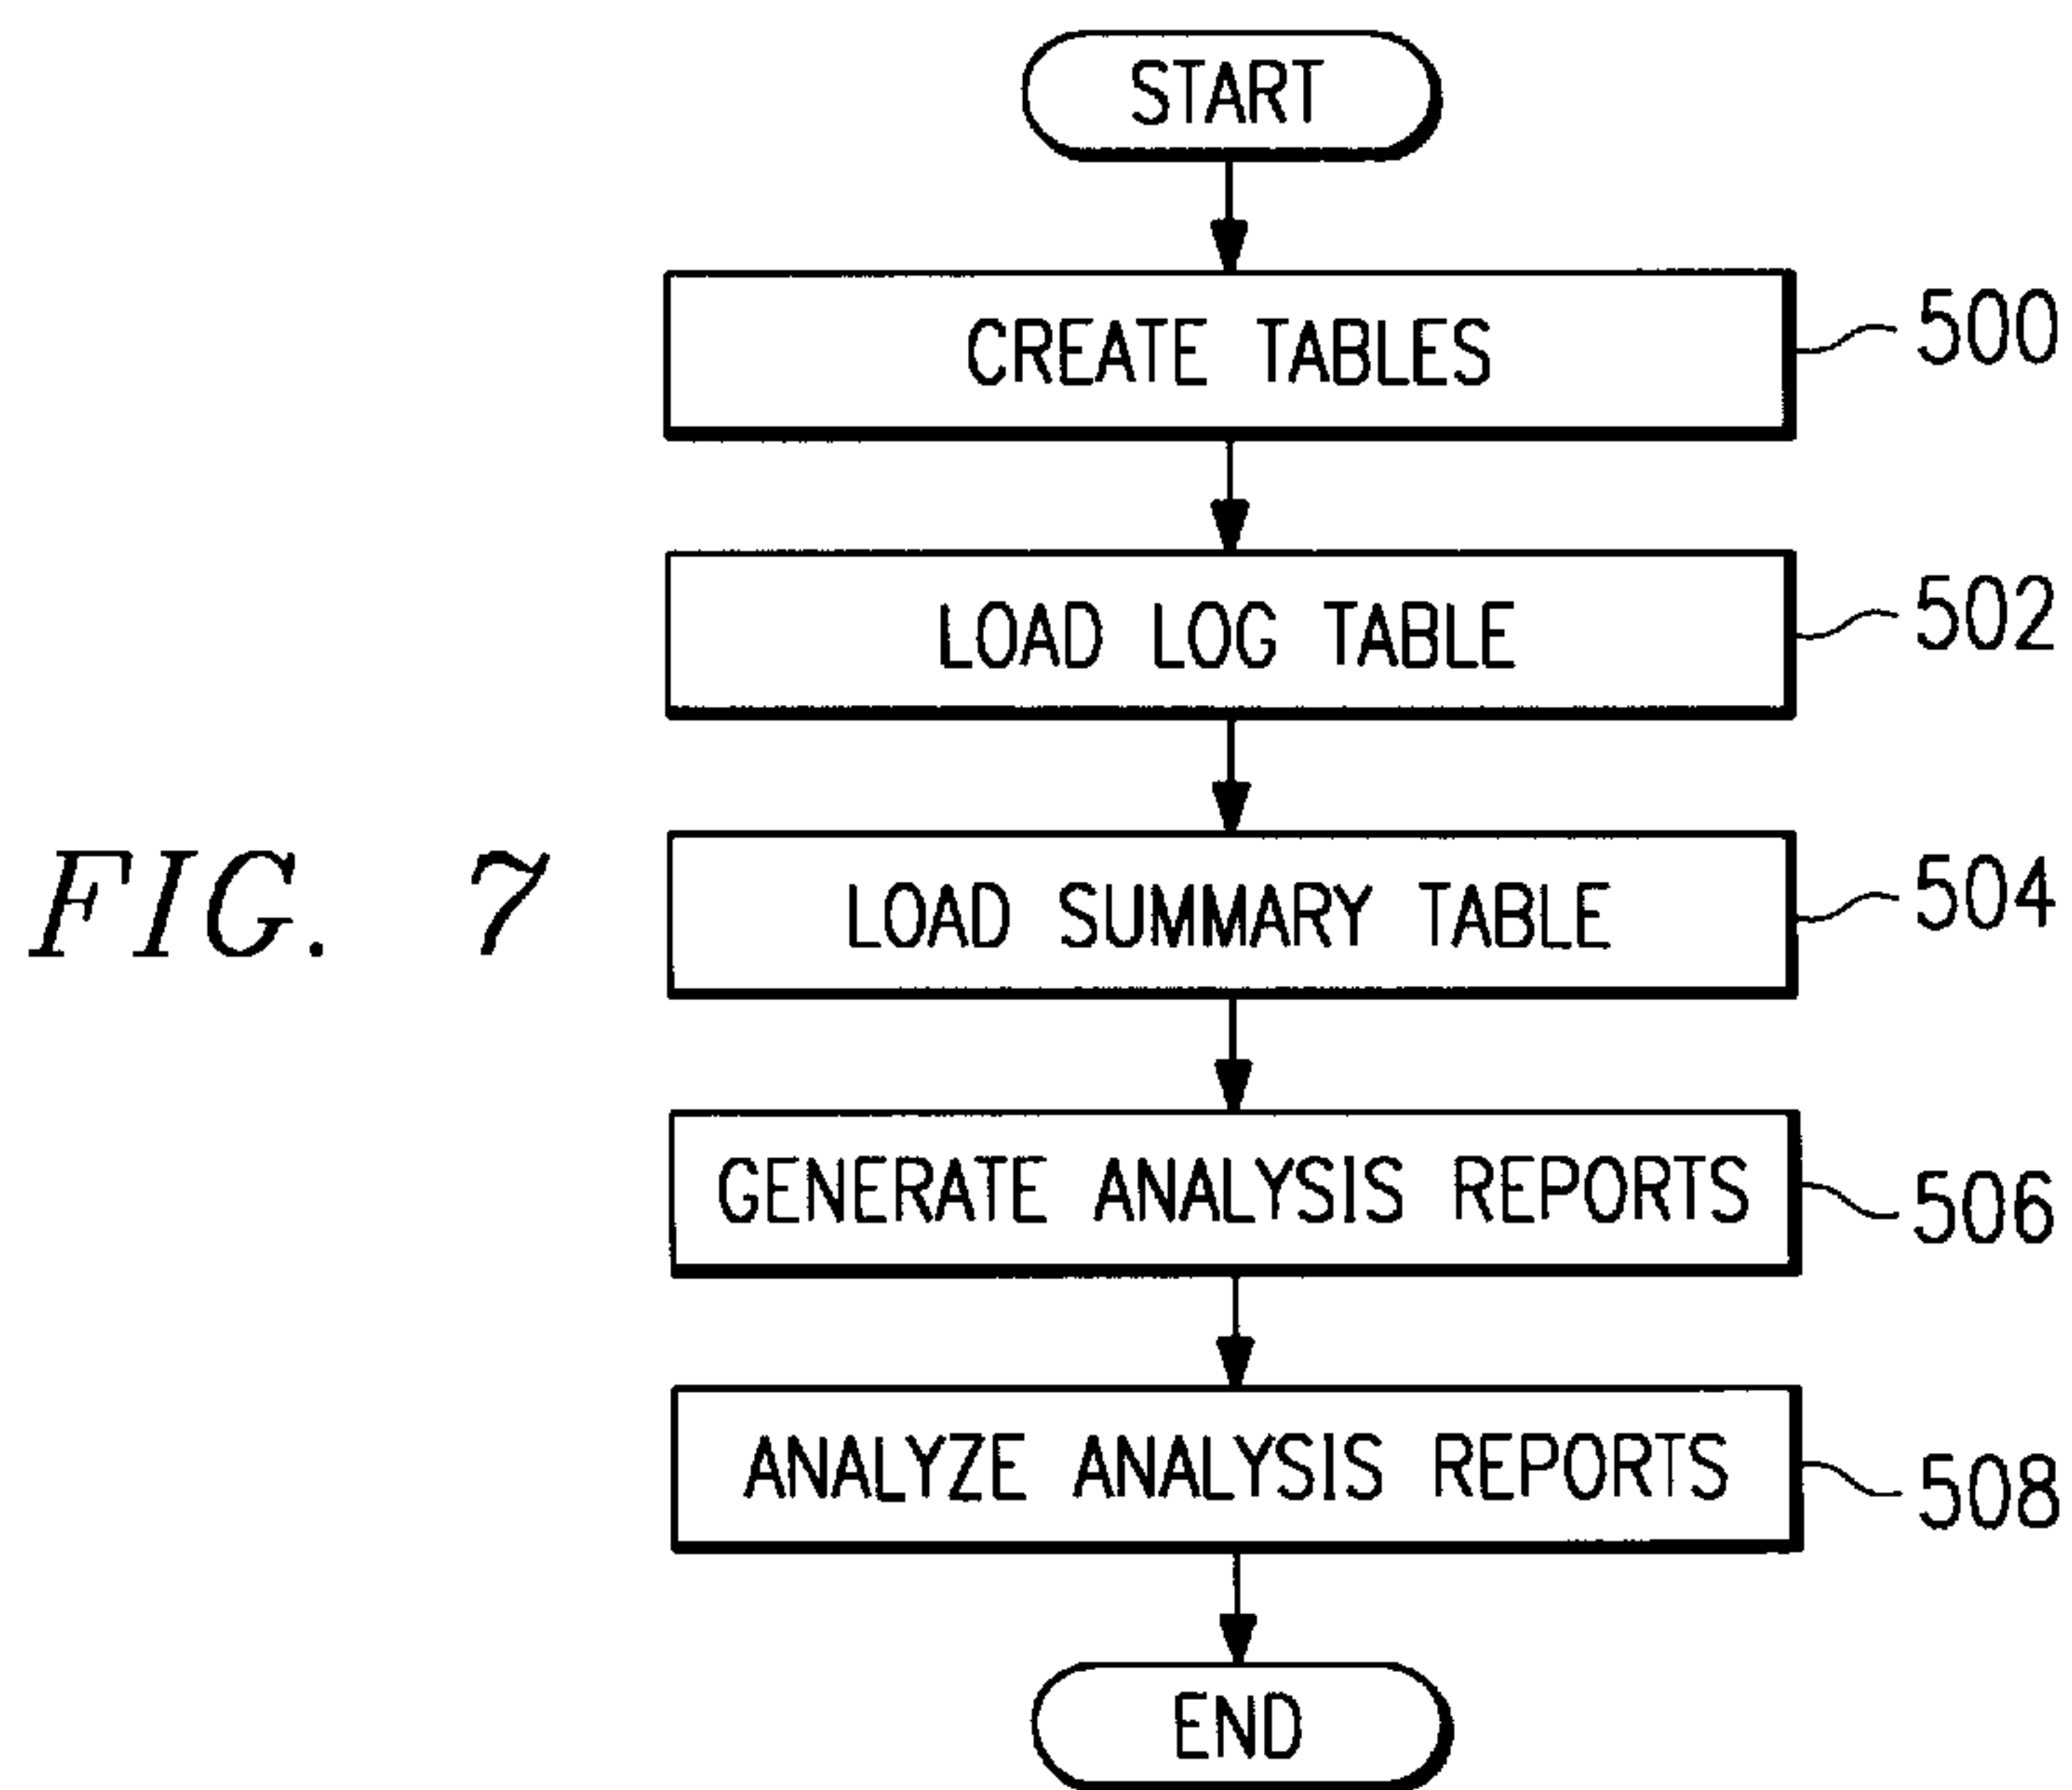 START
CREATE TABLES
500
LOAD LOG TABLE
502
LOAD SUMMARY TABLE
504
FIG. 7
GENERATE ANALYSIS REPORTS
506
ANALYZE ANALYSIS REPORTS
508
END